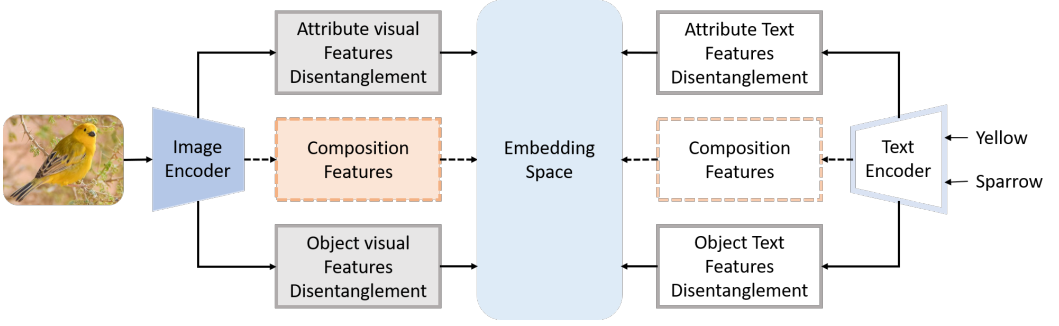 Attribute visual
Features
Disentanglement
Attribute Text
Features
Disentanglement
Image
Encoder
Composition
Features
Embedding
Space
Composition
Features
Text
Encoder
Yellow
Sparrow
Object visual
Features
Disentanglement
Object Text
Features
Disentanglement